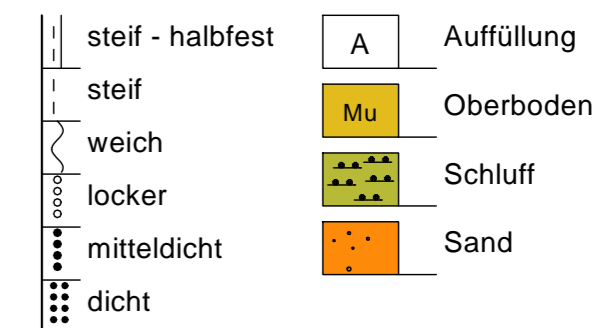 steif - halbfest
steif
weich
locker
mitteldicht
dicht
A Auffüllung
Mu Oberboden
Schluff
Sand